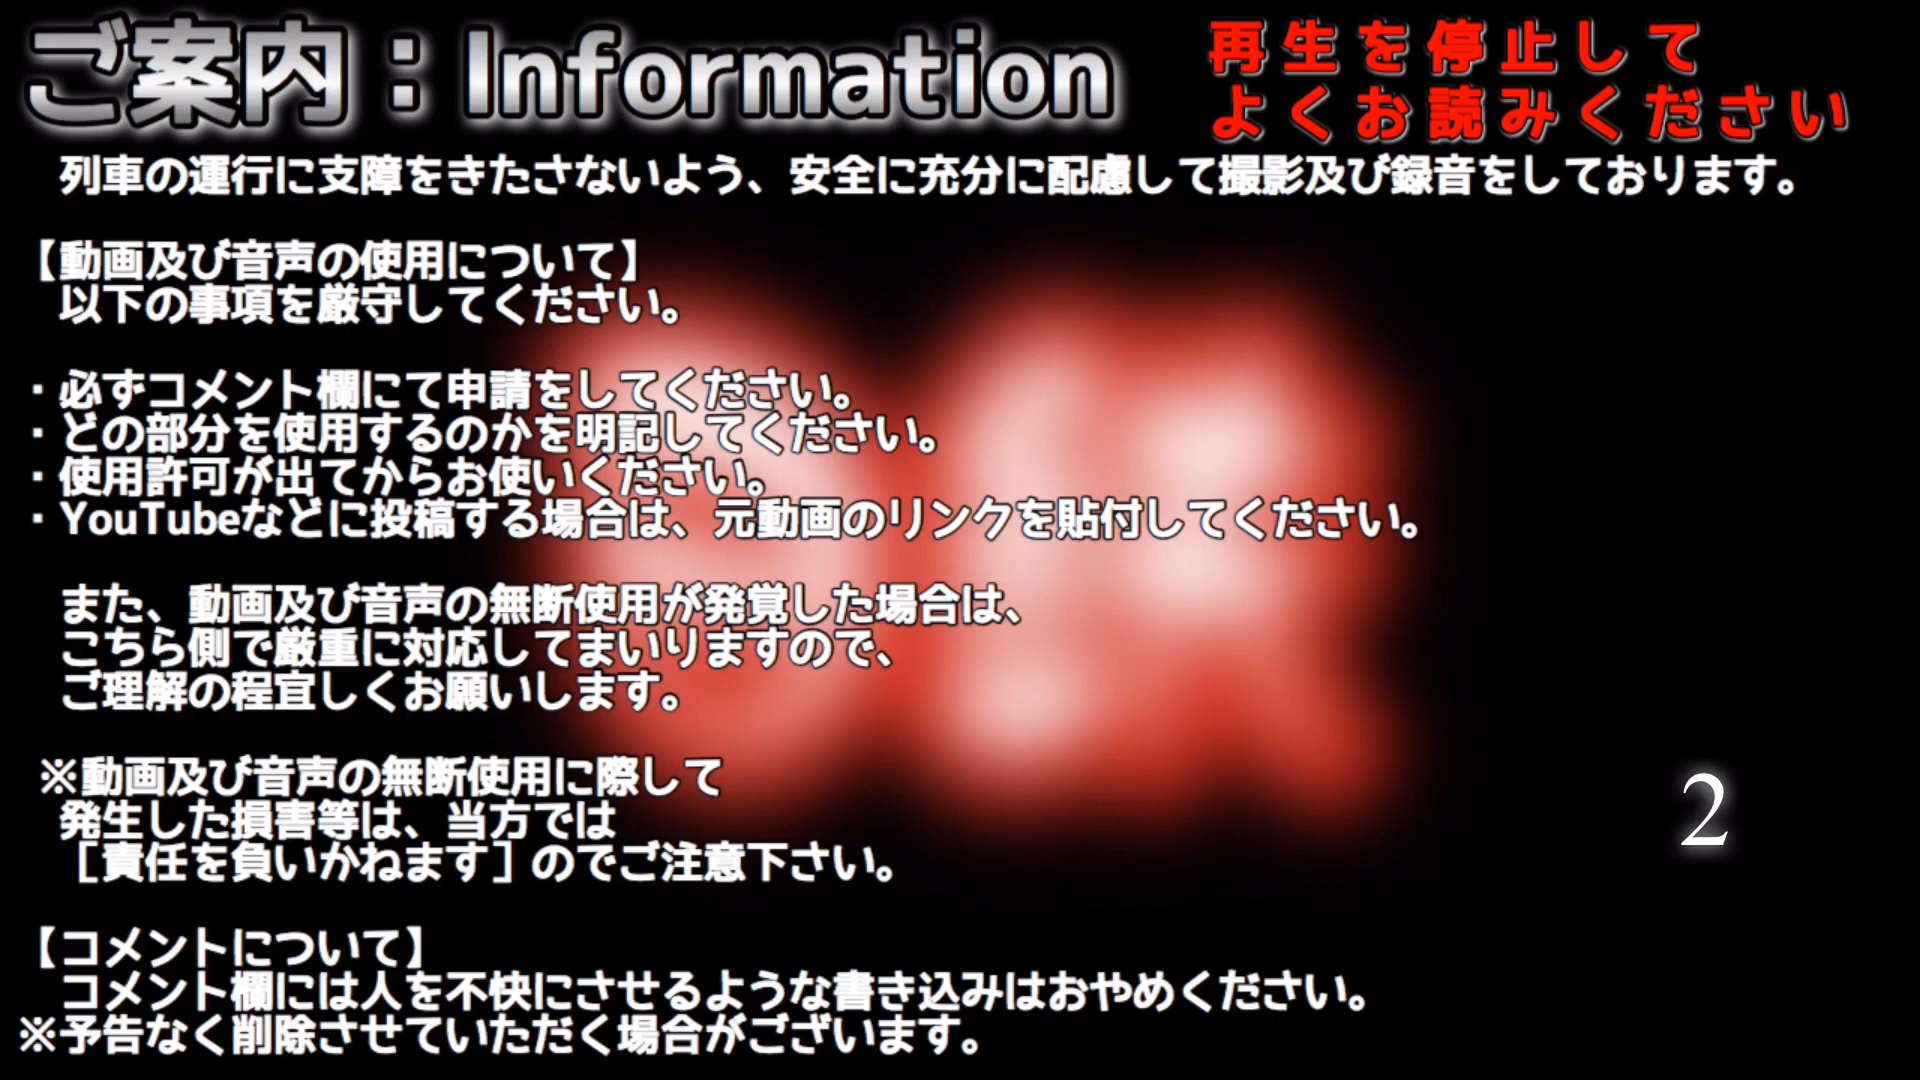 ご案内：Information
再生を停止して
よくお読みください
列車の運行に支障をきたさないよう、安全に充分に配慮して撮影及び録音をしております。
【動画及び音声の使用について】
以下の事項を厳守してください。
・必ずコメント欄にて申請をしてください。
・どの部分を使用するのかを明記してください。
・使用許可が出てからお使いください。
・YouTubeなどに投稿する場合は、元動画のリンクを貼付してください。
また、動画及び音声の無断使用が発覚した場合は、
こちら側で厳重に対応してまいりますので、
ご理解の程宜しくお願いします。
※動画及び音声の無断使用に際して
発生した損害等は、当方では
［責任を負いかねます］のでご注意下さい。
2
【コメントについて】
コメント欄には人を不快にさせるような書き込みはおやめください。
※予告なく削除させていただく場合がございます。